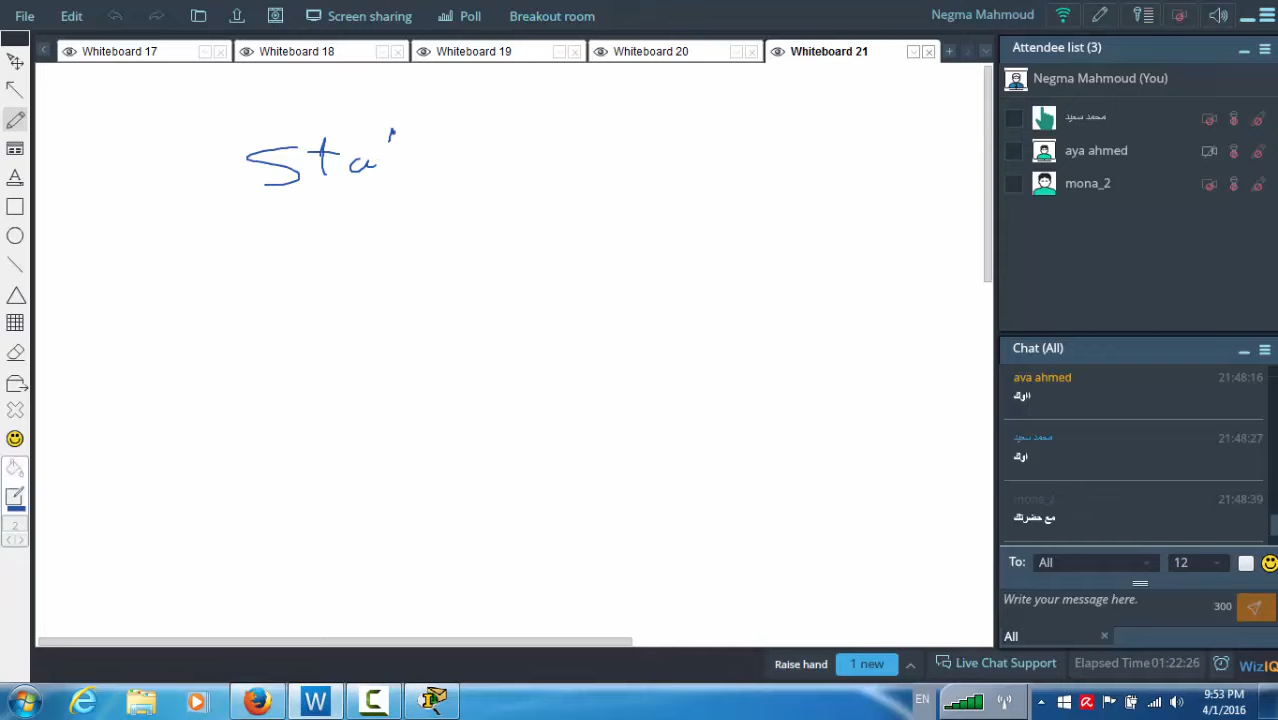 File Edit Screen sharing Poll Breakout room Negma Mahmoud
Whiteboard 17 Whiteboard 18 Whiteboard 19 Whiteboard 20 Whiteboard 21
Sta
Attendee list (3)
Negma Mahmoud (You)
محمد سعيد
aya ahmed
mona_2
Chat (All)
aya ahmed 21:48:16
ااوك
محمد سعيد 21:48:27
اوك
mona_2 21:48:39
مع حضرتك
To: All 12
Write your message here. 300
All
Raise hand 1 new Live Chat Support Elapsed Time 01:22:26 WizIQ
2
EN 9:53 PM
4/1/2016